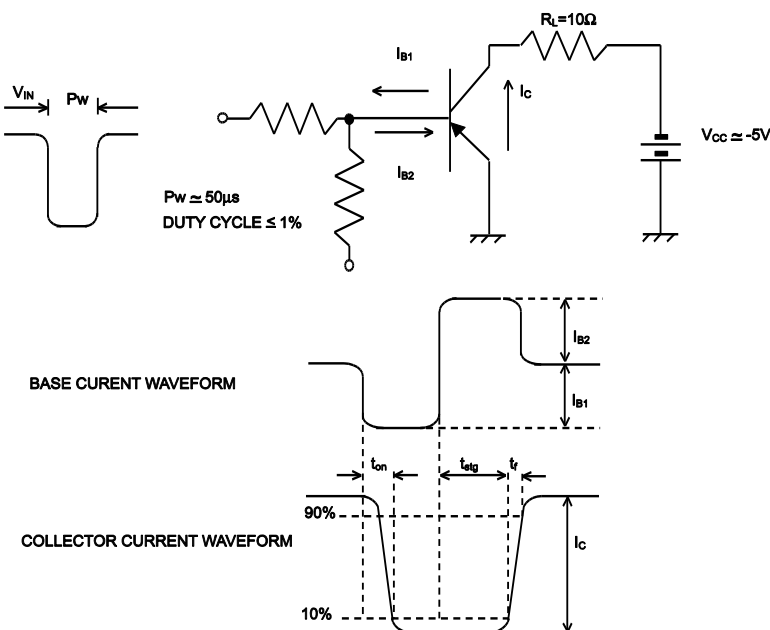 RL=10Ω
IB1
VIN
Pw
IC
VCC ≃ -5V
IB2
Pw ≃ 50µs
DUTY CYCLE ≤ 1%
IB2
BASE CURENT WAVEFORM
IB1
ton
tstg
tf
90%
COLLECTOR CURRENT WAVEFORM
IC
10%